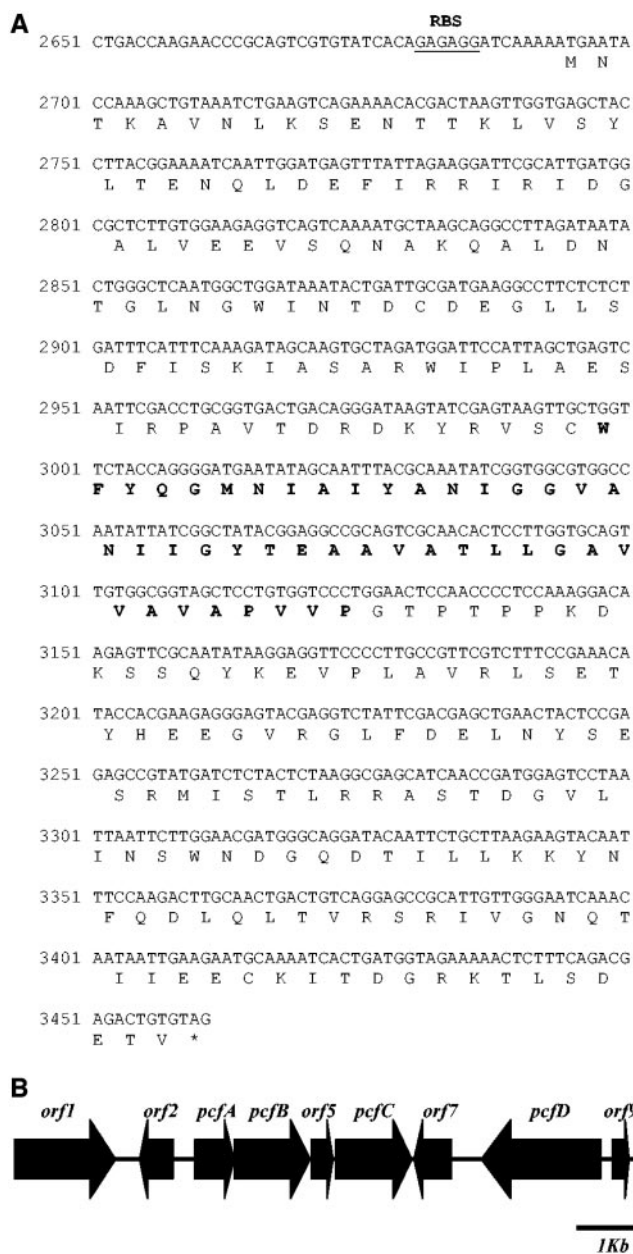 A
RBS
2651 CTGACCAAGAACCCGCAGTCGTGTATCACAGAGAGGATCAAAAATGAATA
M N
2701 CCAAAGCTGTAAATCTGAAGTCAGAAAACACGACTAAGTTGGTGAGCTAC
T K A V N L K S E N T T K L V S Y
2751 CTTACGGAAAATCAATTGGATGAGTTTATTAGAAGGATTCGCATTGATGG
L T E N Q L D E F I R R I R I D G
2801 CGCTCTTGTGGAAGAGGTCAGTCAAAATGCTAAGCAGGCCTTAGATAATA
A L V E E V S Q N A K Q A L D N
2851 CTGGGCTCAATGGCTGGATAAATACTGATTGCGATGAAGGCCTTCTCTCT
T G L N G W I N T D C D E G L L S
2901 GATTTCATTTCAAAGATAGCAAGTGCTAGATGGATTCCATTAGCTGAGTC
D F I S K I A S A R W I P L A E S
2951 AATTCGACCTGCGGTGACTGACAGGGATAAGTATCGAGTAAGTTGCTGGT
I R P A V T D R D K Y R V S C W
3001 TCTACCAGGGGATGAATATAGCAATTTACGCAAATATCGGTGGCGTGGCC
F Y Q G M N I A I Y A N I G G V A
3051 AATATTATCGGCTATACGGAGGCCGCAGTCGCAACACTCCTTGGTGCAGT
N I I G Y T E A A V A T L L G A V
3101 TGTGGCGGTAGCTCCTGTGGTCCCTGGAACTCCAACCCCTCCAAAGGACA
V A V A P V V P G T P T P P K D
3151 AGAGTTCGCAATATAAGGAGGTTCCCCTTGCCGTTCGTCTTTCCGAAACA
K S S Q Y K E V P L A V R L S E T
3201 TACCACGAAGAGGGAGTACGAGGTCTATTCGACGAGCTGAACTACTCCGA
Y H E E G V R G L F D E L N Y S E
3251 GAGCCGTATGATCTCTACTCTAAGGCGAGCATCAACCGATGGAGTCCTAA
S R M I S T L R R A S T D G V L
3301 TTAATTCTTGGAACGATGGGCAGGATACAATTCTGCTTAAGAAGTACAAT
I N S W N D G Q D T I L L K K Y N
3351 TTCCAAGACTTGCAACTGACTGTCAGGAGCCGCATTGTTGGGAATCAAAC
F Q D L Q L T V R S R I V G N Q T
3401 AATAATTGAAGAATGCAAAATCACTGATGGTAGAAAAACTCTTTCAGACG
I I E E C K I T D G R K T L S D
3451 AGACTGTGTAG
E T V *
B
orf1 orf2 pcfA pcfB orf5 pcfC orf7 pcfD orf9
1Kb